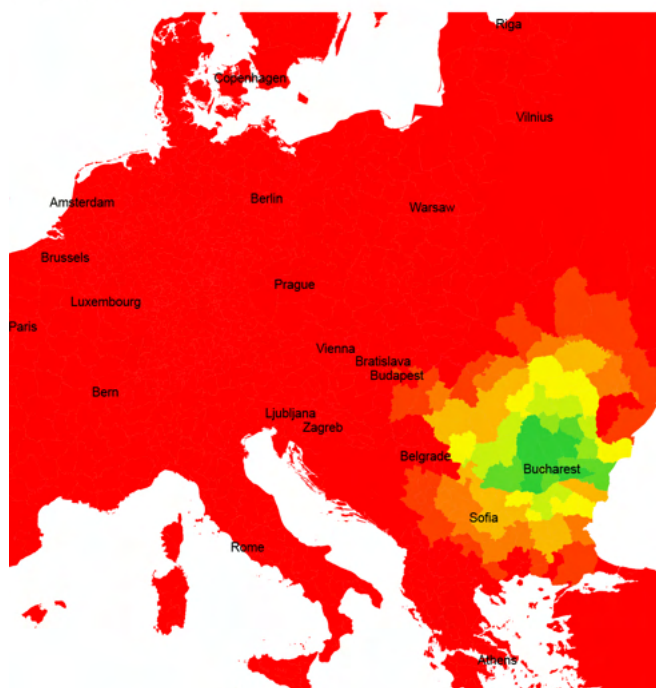 Riga
Copenhagen
Vilnius
Amsterdam
Berlin
Warsaw
Brussels
Prague
Luxembourg
Paris
Vienna
Bratislava
Budapest
Bern
Ljubljana
Zagreb
Belgrade
Bucharest
Sofia
Rome
Athens